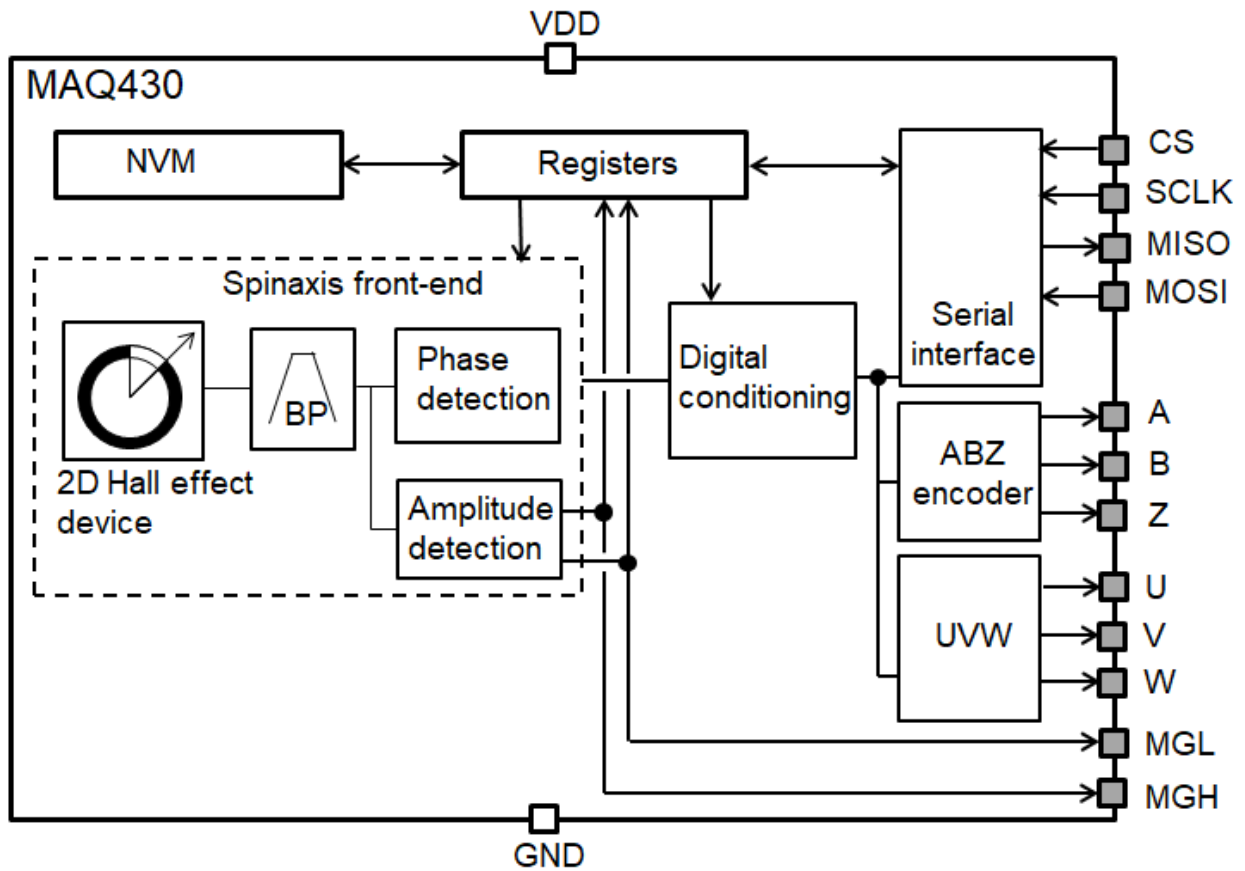 VDD
MAQ430
NVM
Registers
CS
SCLK
MISO
MOSI
Serial
interface
Spinaxis front-end
BP
Phase
detection
2D Hall effect
device
Amplitude
detection
Digital
conditioning
ABZ
encoder
A
B
Z
UVW
U
V
W
MGL
MGH
GND